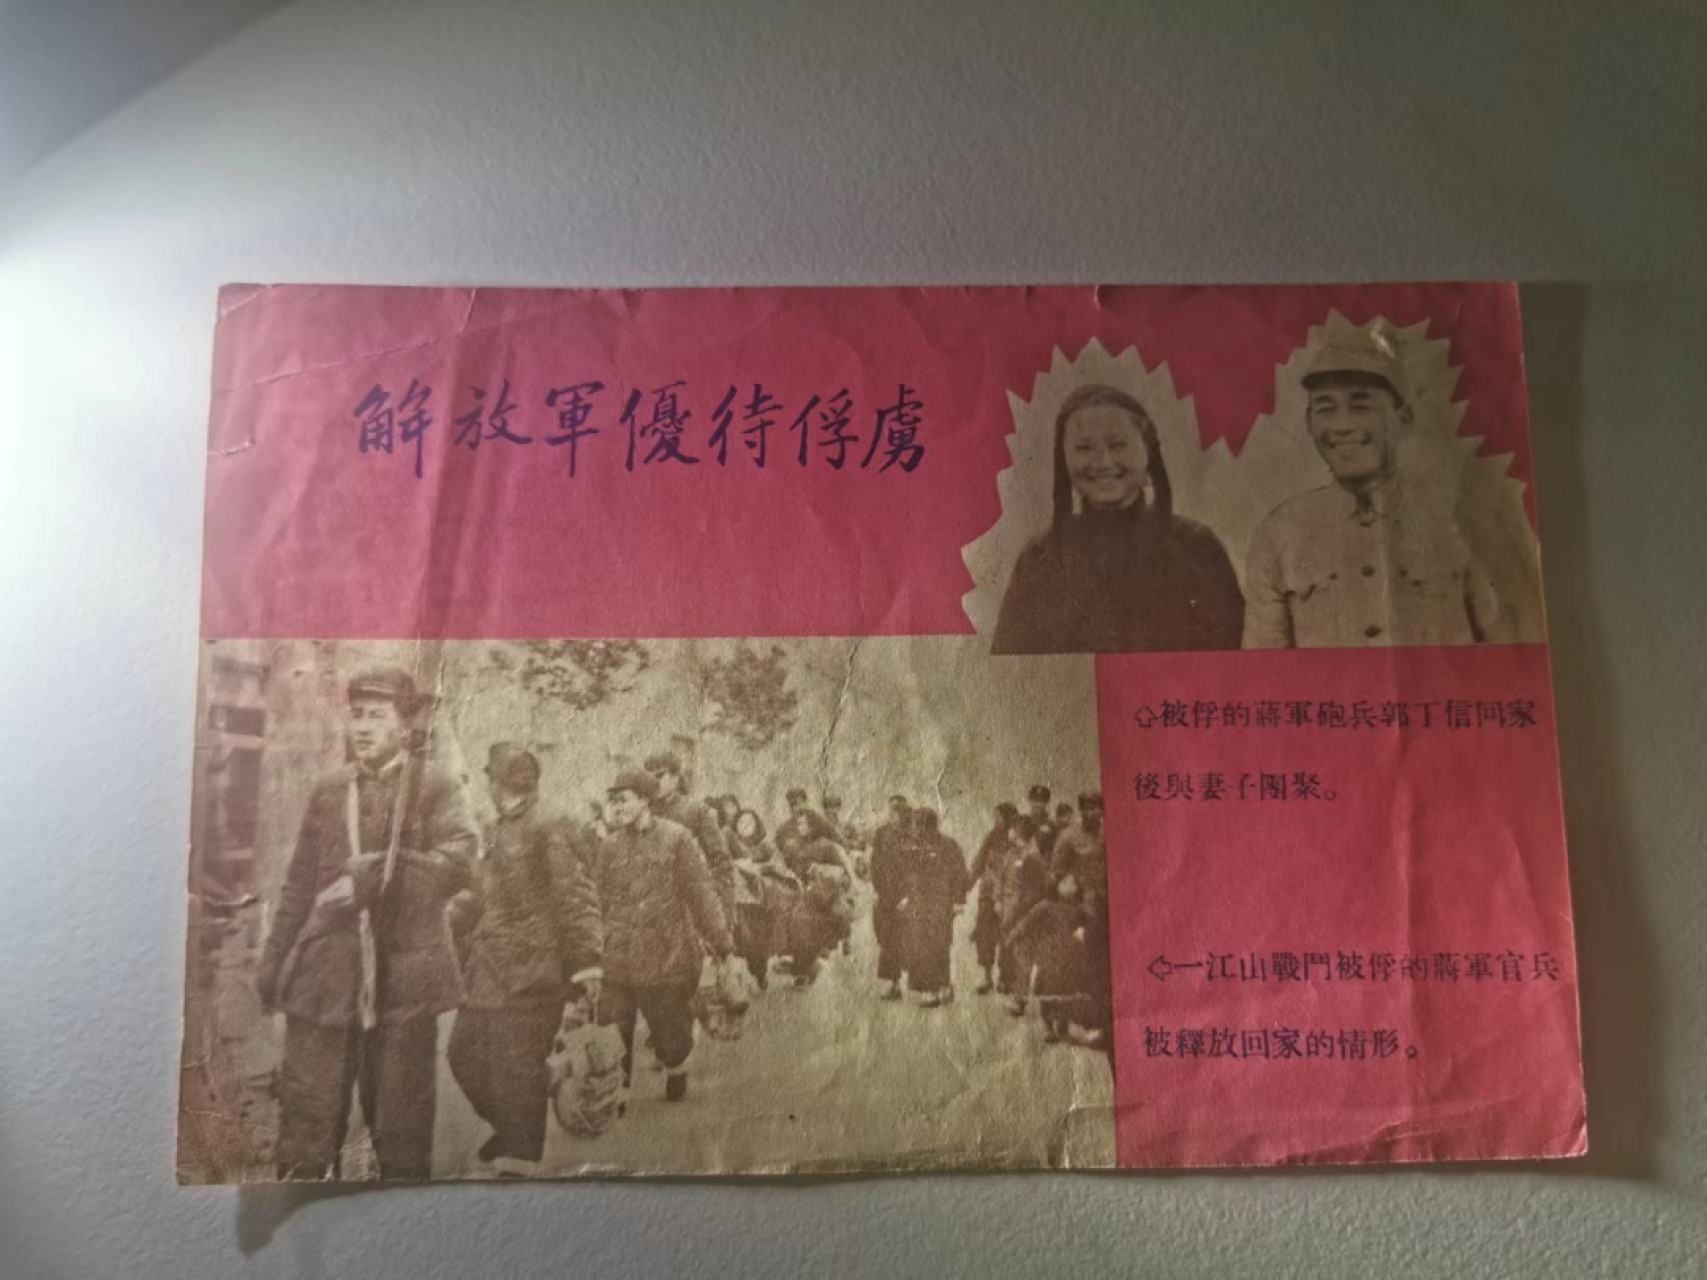 解放軍優待俘虜
⇧被俘的蔣軍砲兵郭丁信回家
後與妻子團聚。
⇦一江山戰鬥被俘的蔣軍官兵
被釋放回家的情形。